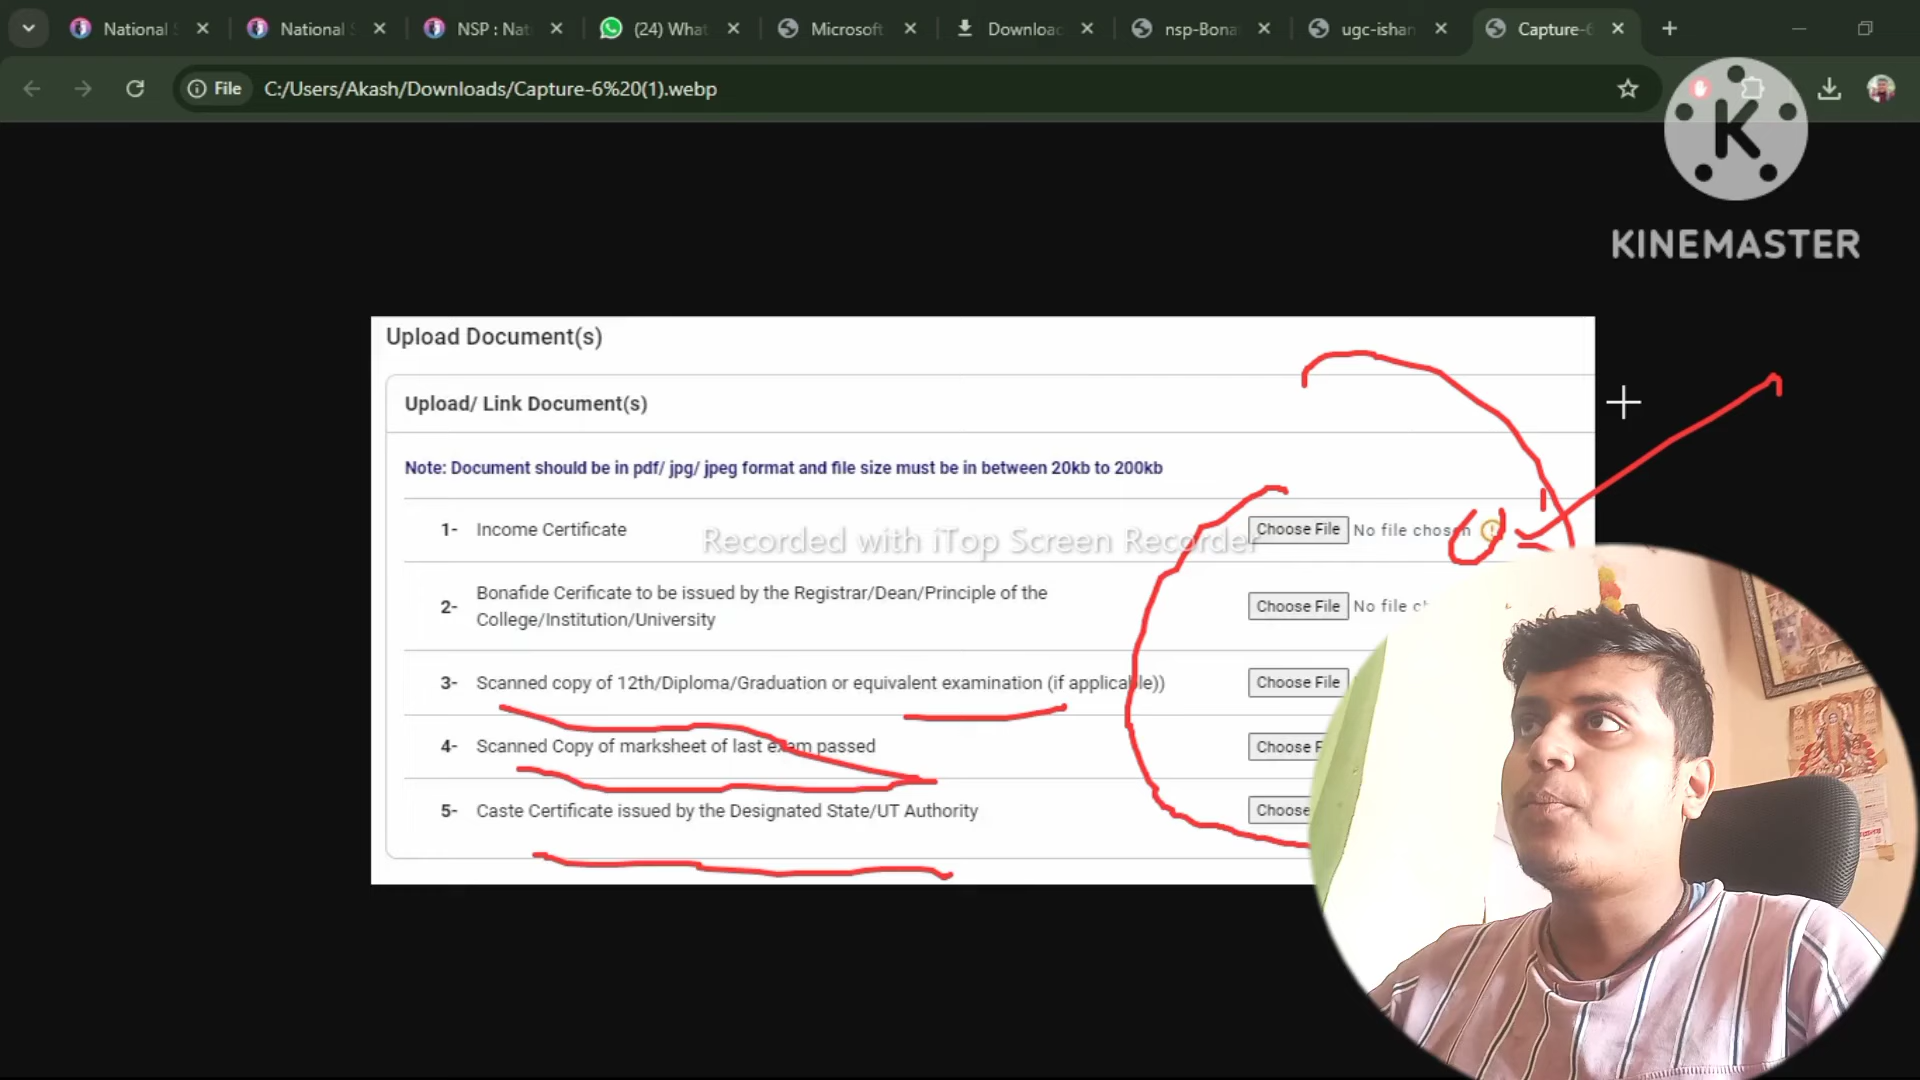 National S
National S
NSP : Nat
(24) What
Microsoft
Downloac
nsp-Bona
ugc-ishan
Capture-6
File
C:/Users/Akash/Downloads/Capture-6%20(1).webp
K
KINEMASTER
Upload Document(s)
Upload/ Link Document(s)
Note: Document should be in pdf/ jpg/ jpeg format and file size must be in between 20kb to 200kb
1- Income Certificate
Choose File No file chosen
Recorded with iTop Screen Recorder
2- Bonafide Cerificate to be issued by the Registrar/Dean/Principle of the
College/Institution/University
Choose File No file ch
3- Scanned copy of 12th/Diploma/Graduation or equivalent examination (if applicable))
Choose File
4- Scanned Copy of marksheet of last exam passed
Choose F
5- Caste Certificate issued by the Designated State/UT Authority
Choose